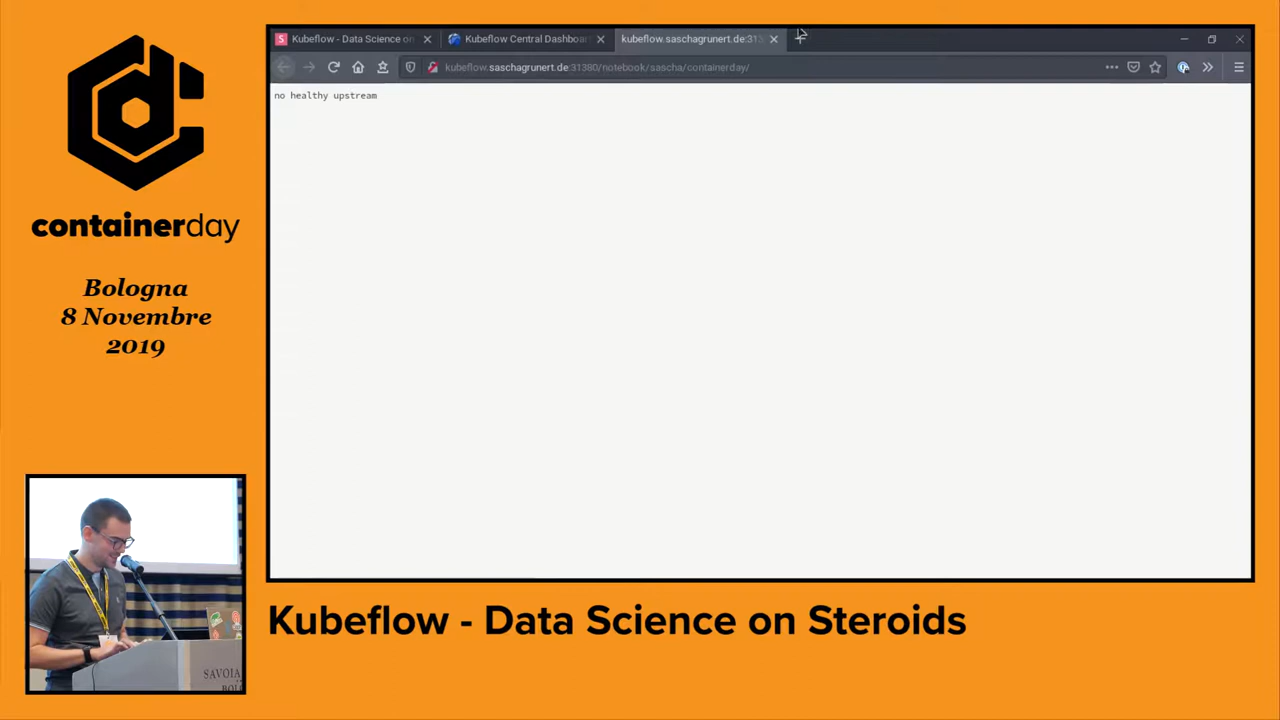 containerday
Bologna
8 Novembre
2019
Kubeflow - Data Science on
Kubeflow Central Dashboar
kubeflow.saschagrunert.de:313
kubeflow.saschagrunert.de:31380/notebook/sascha/containerday/
no healthy upstream
SAVOIA
Kubeflow - Data Science on Steroids